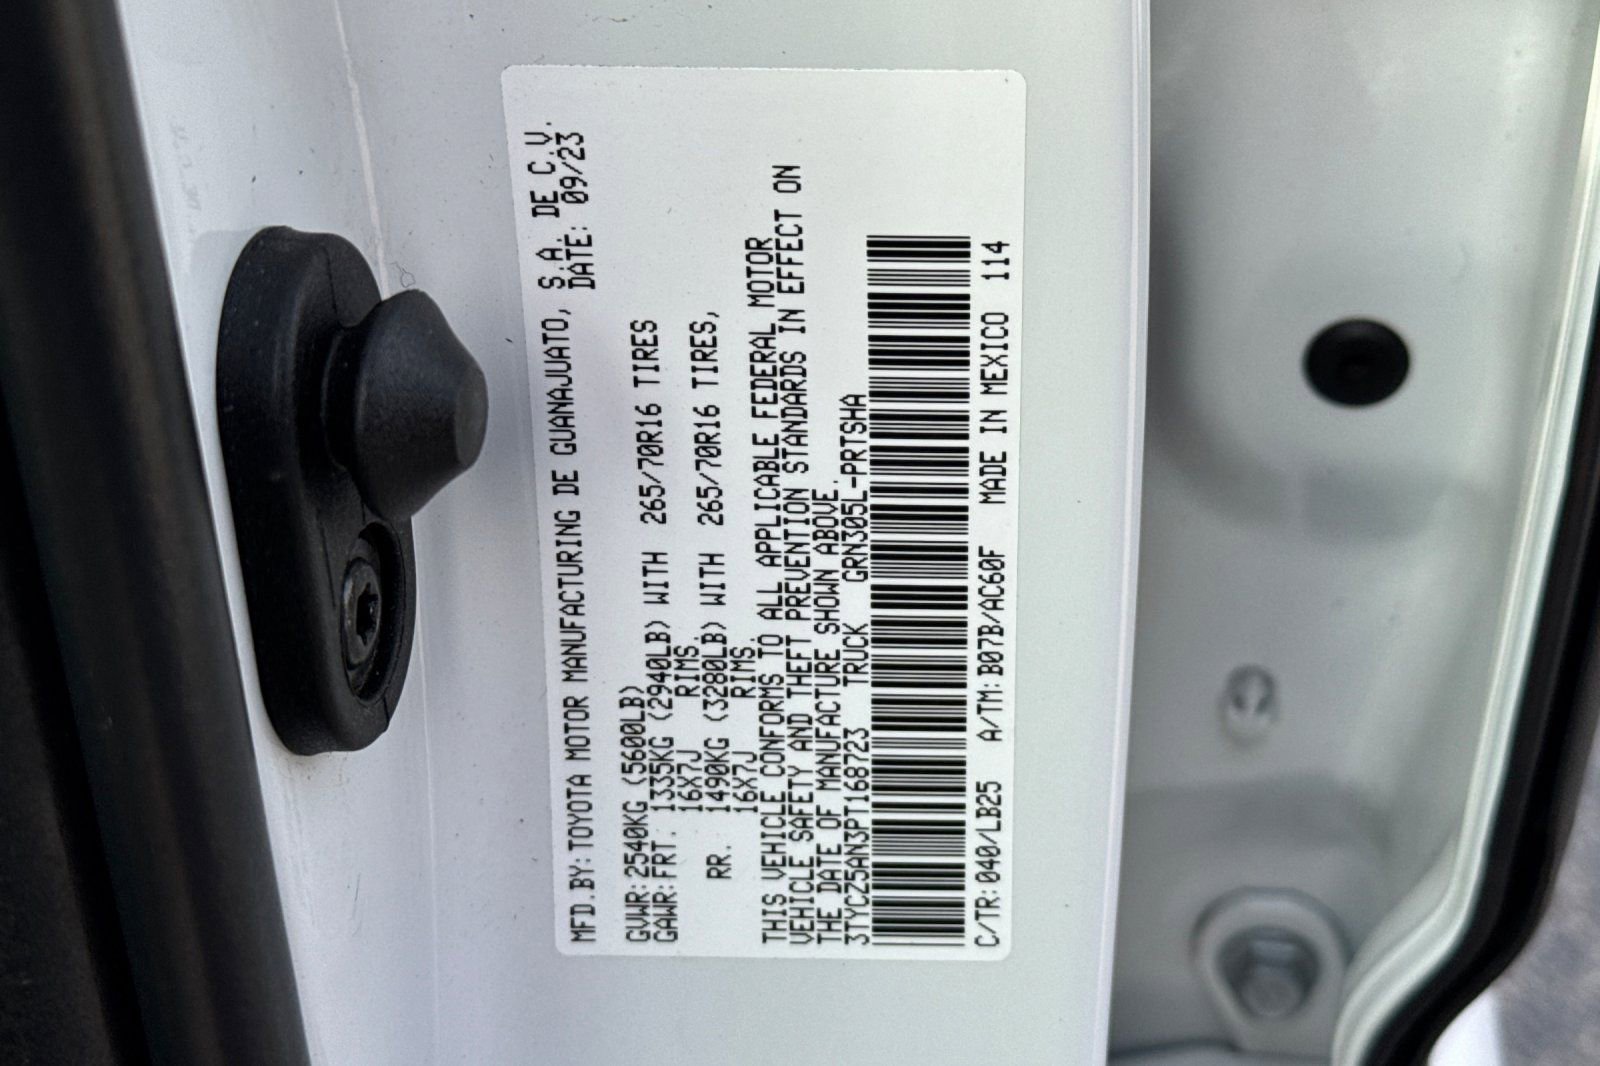 MFD.BY:TOYOTA MOTOR MANUFACTURING DE GUANAJUATO, S.A. DE C.V.
DATE: 09/23
GVWR:2540KG (5600LB)
GAWR:FRT. 1335KG (2940LB) WITH 265/70R16 TIRES
16X7J RIMS.
RR. 1490KG (3280LB) WITH 265/70R16 TIRES,
16X7J RIMS.
THIS VEHICLE CONFORMS TO ALL APPLICABLE FEDERAL MOTOR
VEHICLE SAFETY AND THEFT PREVENTION STANDARDS IN EFFECT ON
THE DATE OF MANUFACTURE SHOWN ABOVE.
3TYCZ5AN3PT168723 TRUCK GRN305L-PRTSHA
C/TR:040/LB25 A/TM:B07B/AC60F MADE IN MEXICO 114